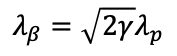 λ_β = √(2γ) λ_p